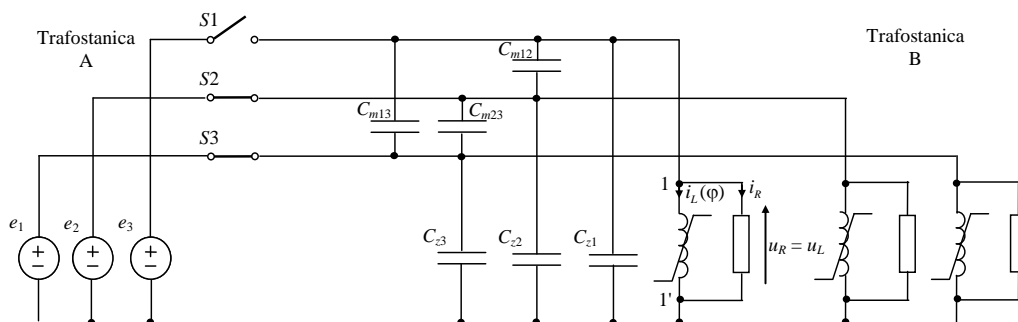 S1
Trafostanica
A
Trafostanica
B
C_m12
S2
C_m13
C_m23
S3
1
i_L(φ)
i_R
e_1
e_2
e_3
C_z3
C_z2
C_z1
u_R = u_L
1'